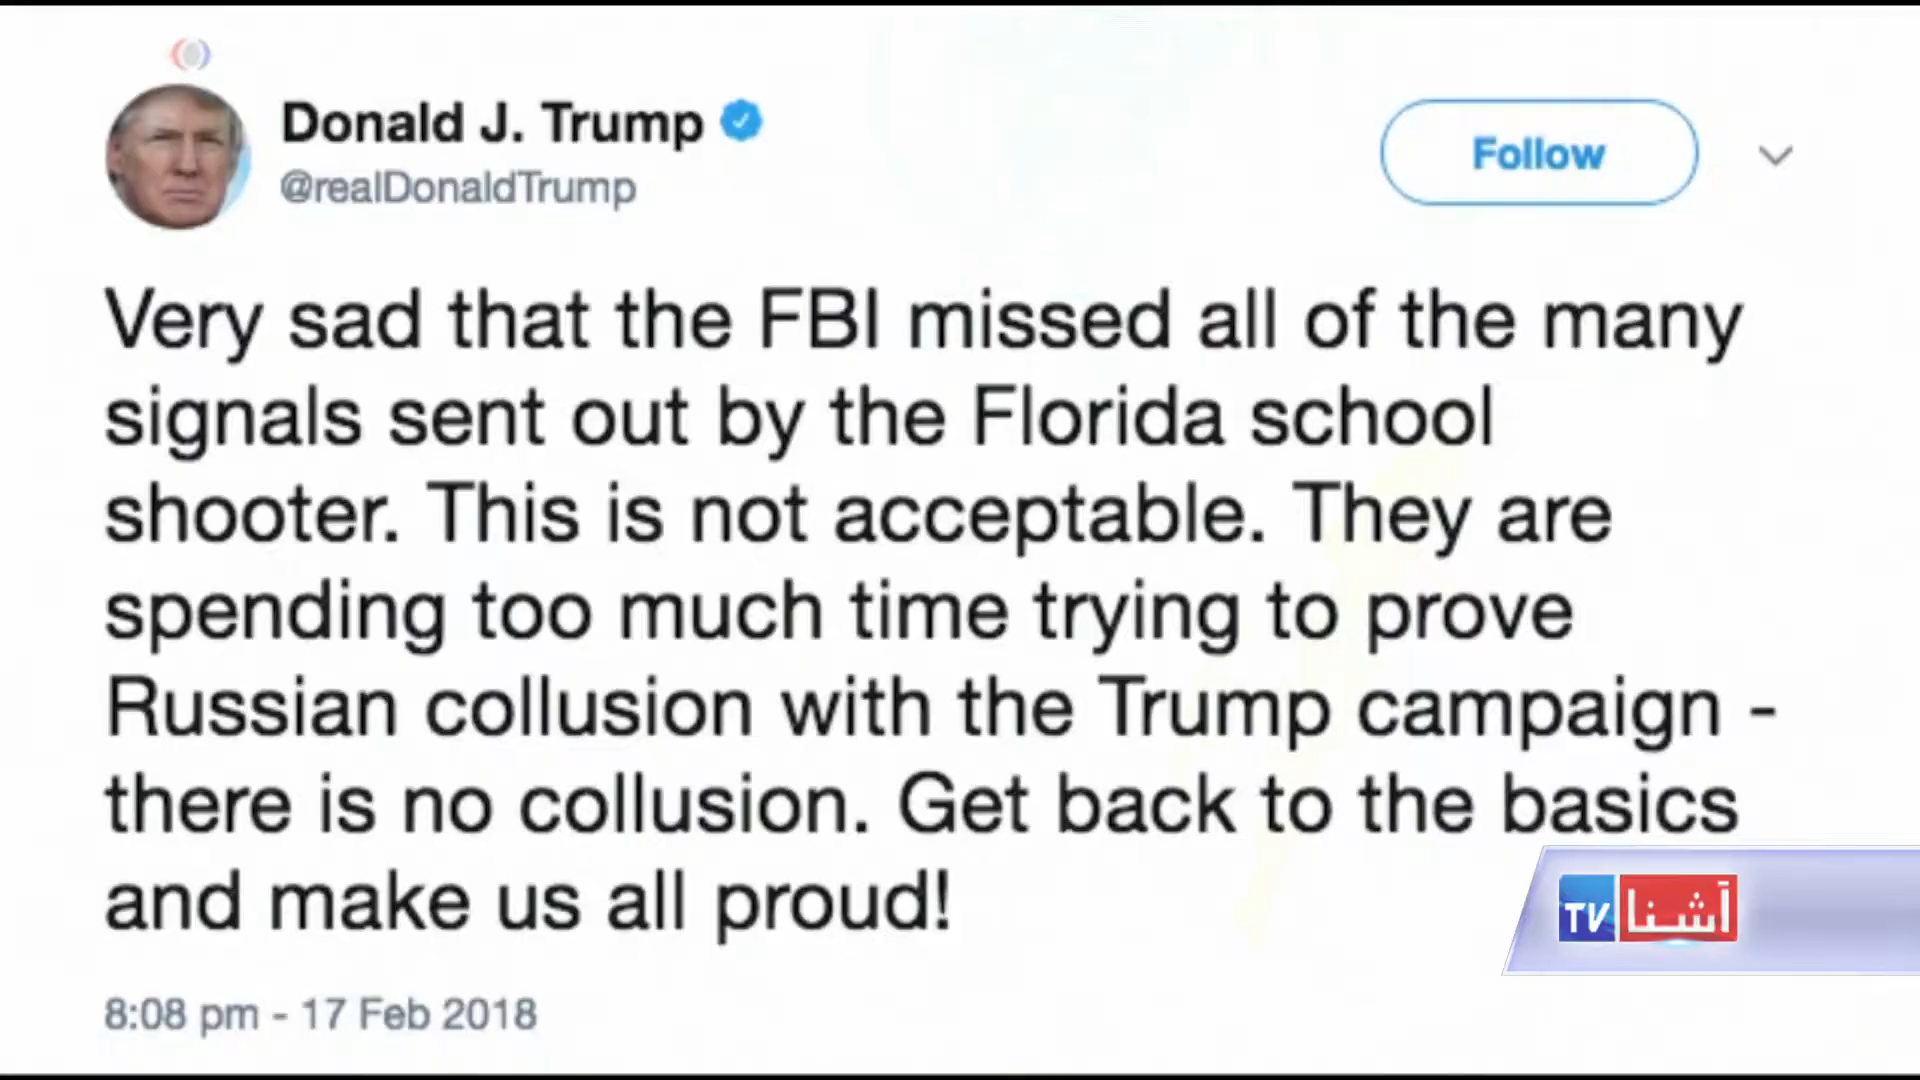 Donald J. Trump
@realDonaldTrump
Follow
Very sad that the FBI missed all of the many
signals sent out by the Florida school
shooter. This is not acceptable. They are
spending too much time trying to prove
Russian collusion with the Trump campaign -
there is no collusion. Get back to the basics
and make us all proud!
TV آشنا
8:08 pm - 17 Feb 2018